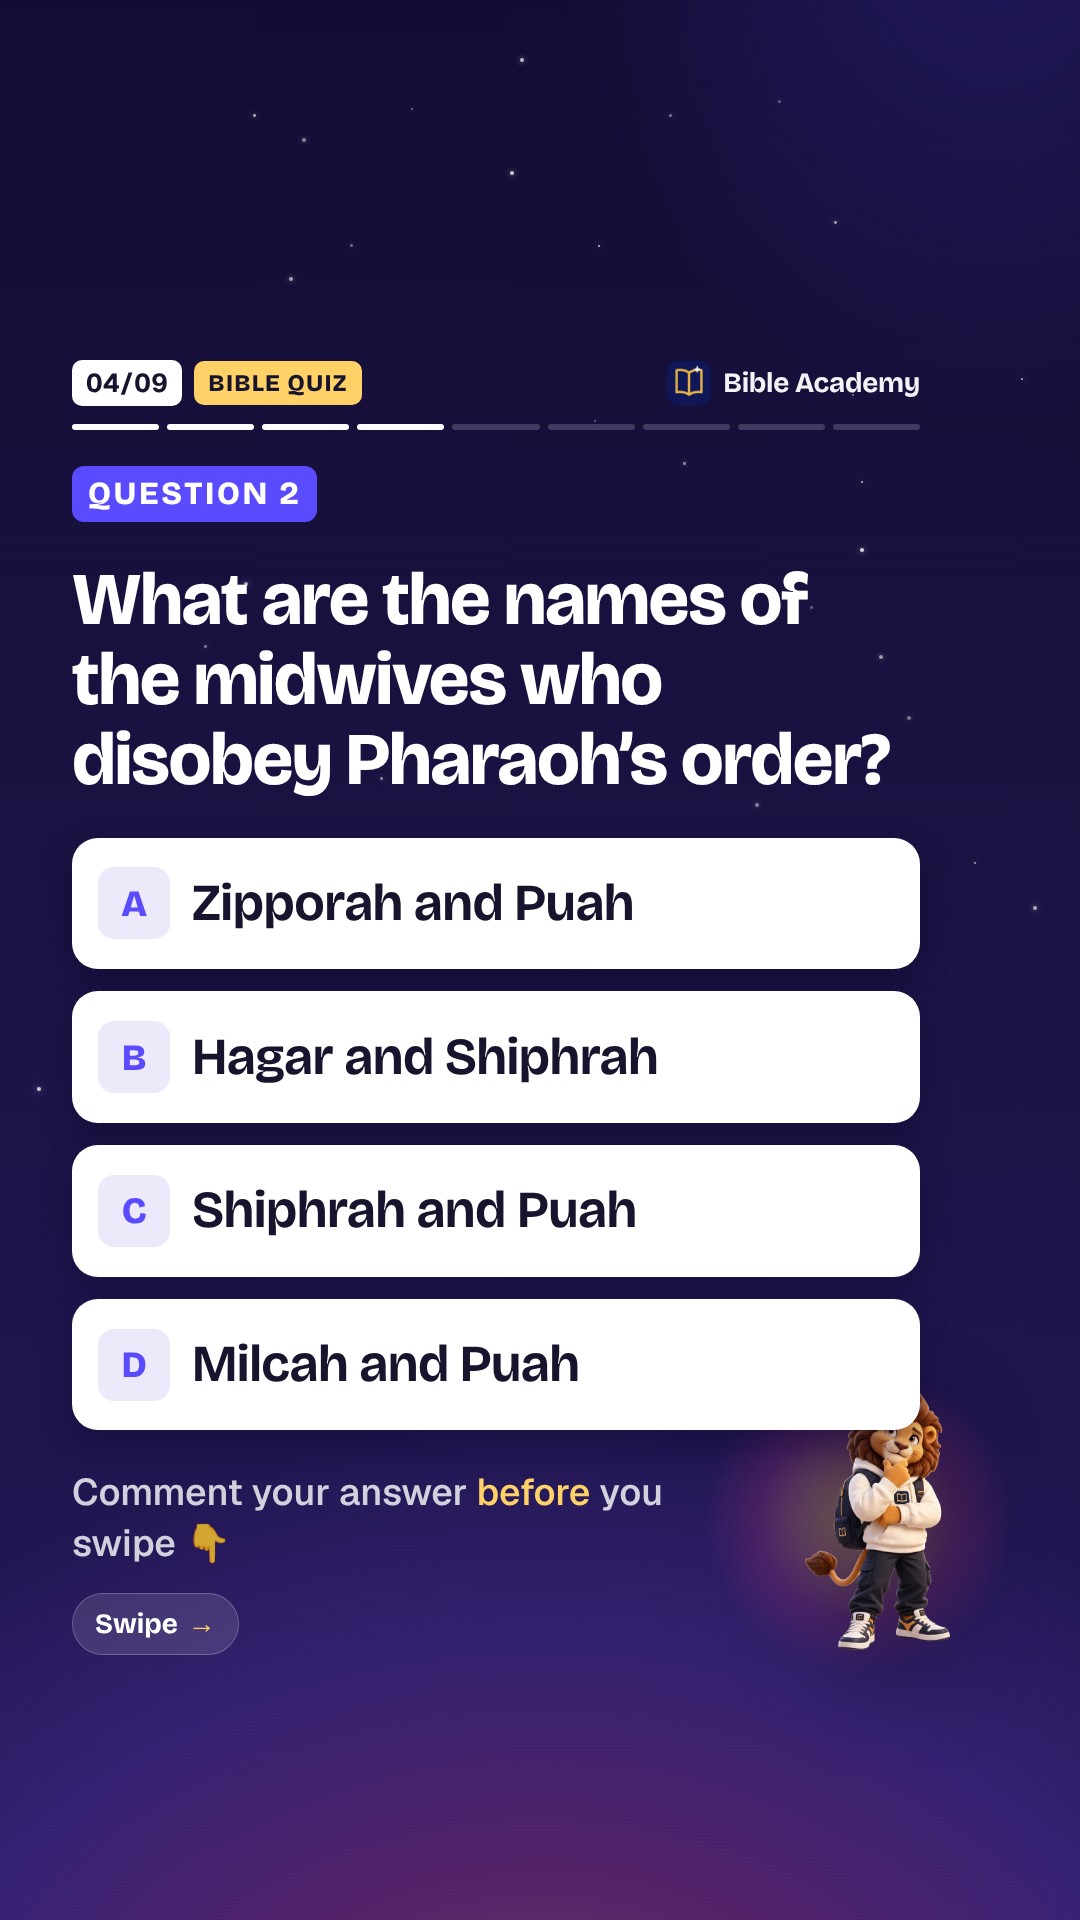 04/09 BIBLE QUIZ Bible Academy
QUESTION 2
What are the names of
the midwives who
disobey Pharaoh's order?
A Zipporah and Puah
B Hagar and Shiphrah
C Shiphrah and Puah
D Milcah and Puah
Comment your answer before you
swipe 👇
Swipe →